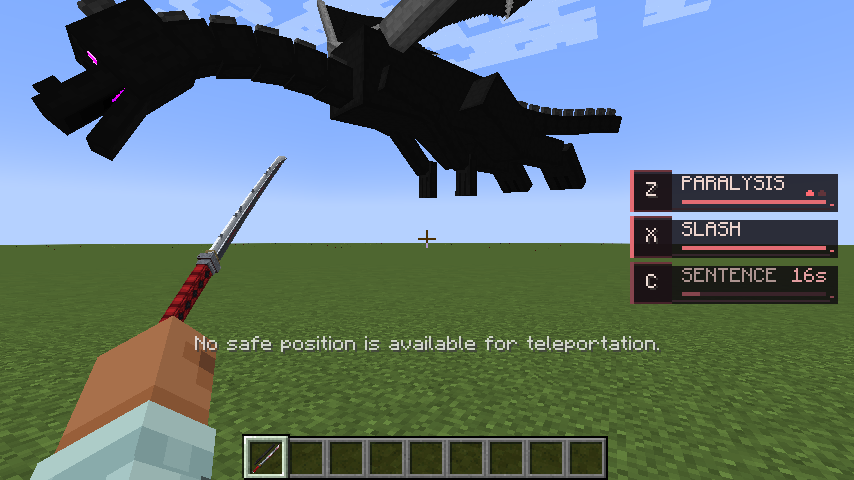 Z PARALYSIS
X SLASH
C SENTENCE 16s
No safe position is available for teleportation.